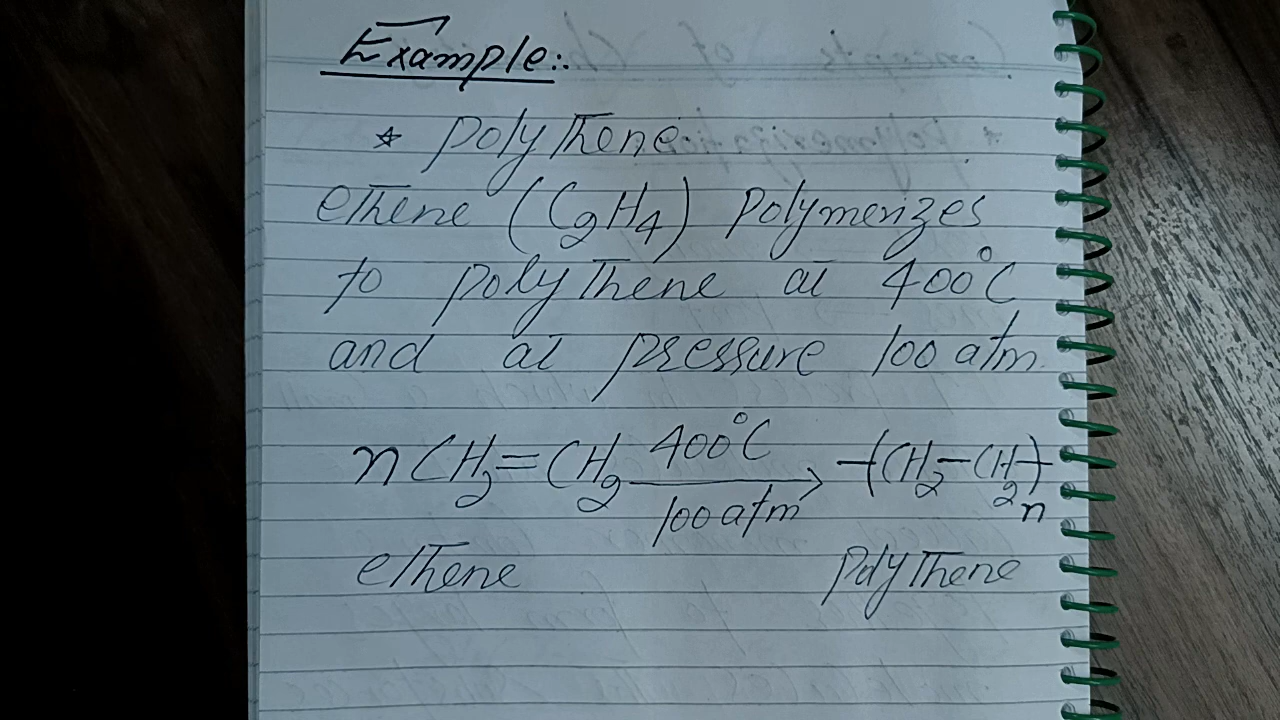 Example:.
* polythene:
ethene (C2H4) polymerizes
to polythene at 400°C
and at pressure 100 atm.
nCH2=CH2 400°C 100 atm → -(CH2-CH2)-n
ethene polythene